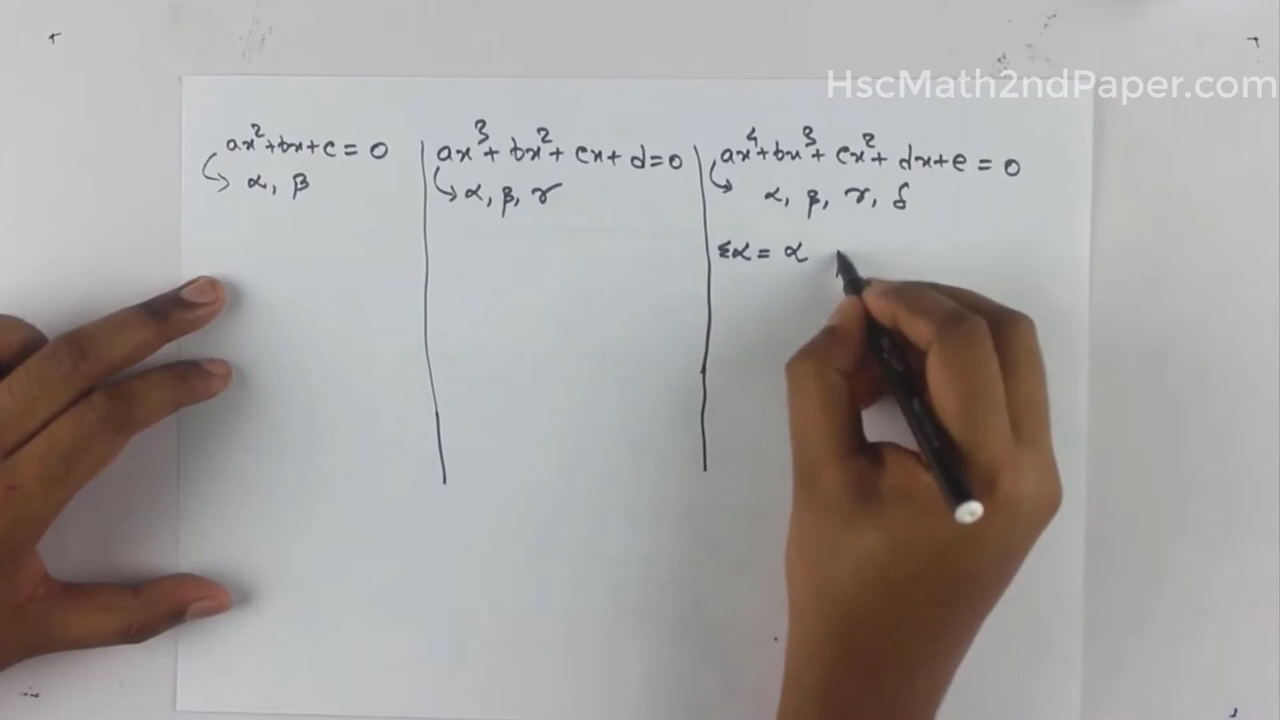 HscMath2ndPaper.com
ax²+bx+c=0
α, β
ax³+bx²+cx+d=0
α, β, γ
ax⁴+bx³+cx²+dx+e=0
α, β, γ, δ
Σα = α